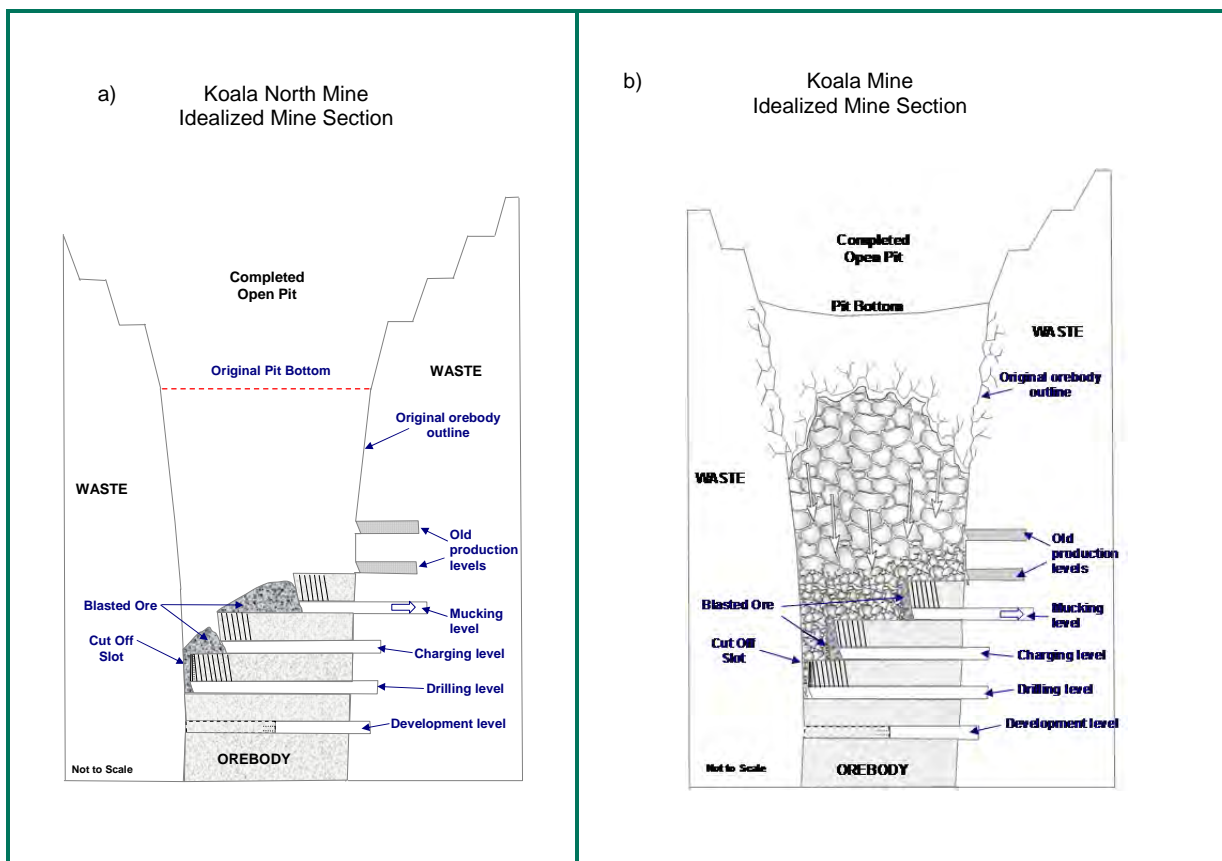 a)
Koala North Mine
Idealized Mine Section
Completed
Open Pit
Original Pit Bottom
WASTE
Original orebody
outline
WASTE
Old
production
levels
Blasted Ore
Mucking
level
Cut Off
Slot
Charging level
Drilling level
Development level
OREBODY
Not to Scale
b)
Koala Mine
Idealized Mine Section
Completed
Open Pit
Pit Bottom
WASTE
Original orebody
outline
WASTE
Old
production
levels
Blasted Ore
Mucking
level
Cut Off
Slot
Charging level
Drilling level
Development level
Not to Scale
OREBODY